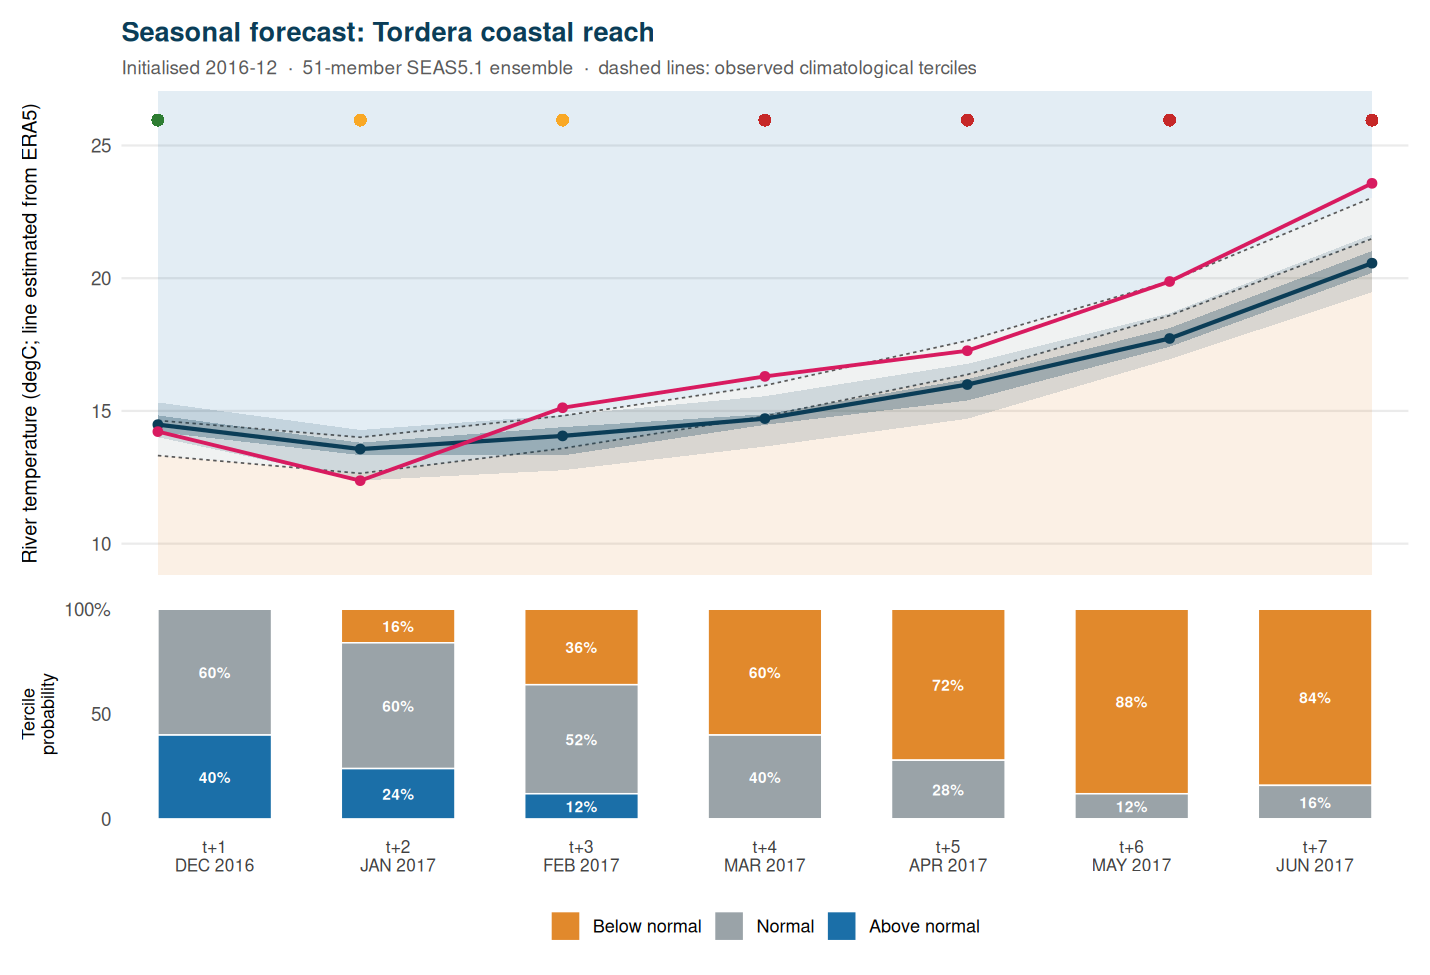 Seasonal forecast: Tordera coastal reach
Initialised 2016-12 · 51-member SEAS5.1 ensemble · dashed lines: observed climatological terciles
River temperature (degC; line estimated from ERA5)
25
20
15
10
Tercile
probability
100%
50
0
60%
40%
16%
60%
24%
36%
52%
12%
60%
40%
72%
28%
88%
12%
84%
16%
t+1
DEC 2016
t+2
JAN 2017
t+3
FEB 2017
t+4
MAR 2017
t+5
APR 2017
t+6
MAY 2017
t+7
JUN 2017
Below normal
Normal
Above normal